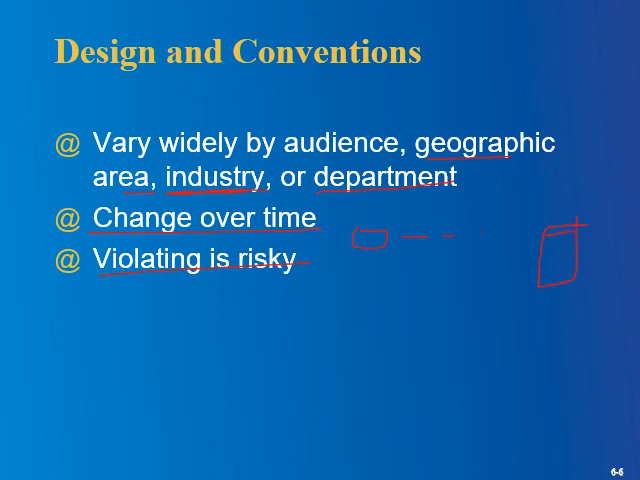 Design and Conventions
@ Vary widely by audience, geographic
area, industry, or department
@ Change over time
@ Violating is risky
6-6